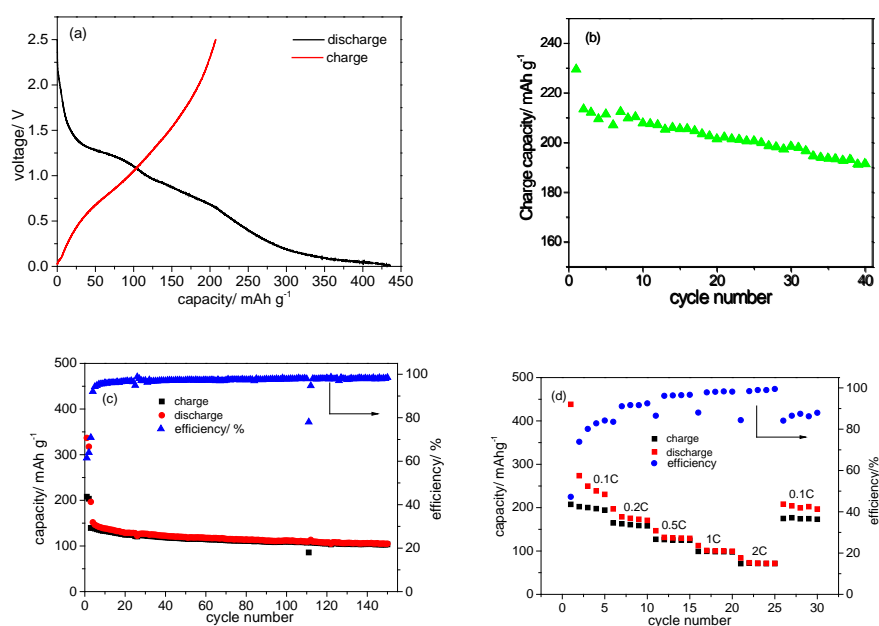 (a)
discharge
charge
2.5
2.0
1.5
1.0
0.5
0.0
voltage/ V
0 50 100 150 200 250 300 350 400 450
capacity/ mAh g-1
(b)
240
220
200
180
160
Charge capacity/ mAh g-1
0 10 20 30 40
cycle number
(c)
charge
discharge
efficiency/ %
500
400
300
200
100
0
capacity/ mAh g-1
100
80
60
40
20
0
efficiency/ %
0 20 40 60 80 100 120 140
cycle number
(d)
0.1C
0.2C
0.5C
1C
2C
0.1C
charge
discharge
efficiency
500
450
400
350
300
250
200
150
100
50
0
capacity/ mAhg-1
100
80
60
40
20
0
efficiency/%
0 5 10 15 20 25 30
cycle number